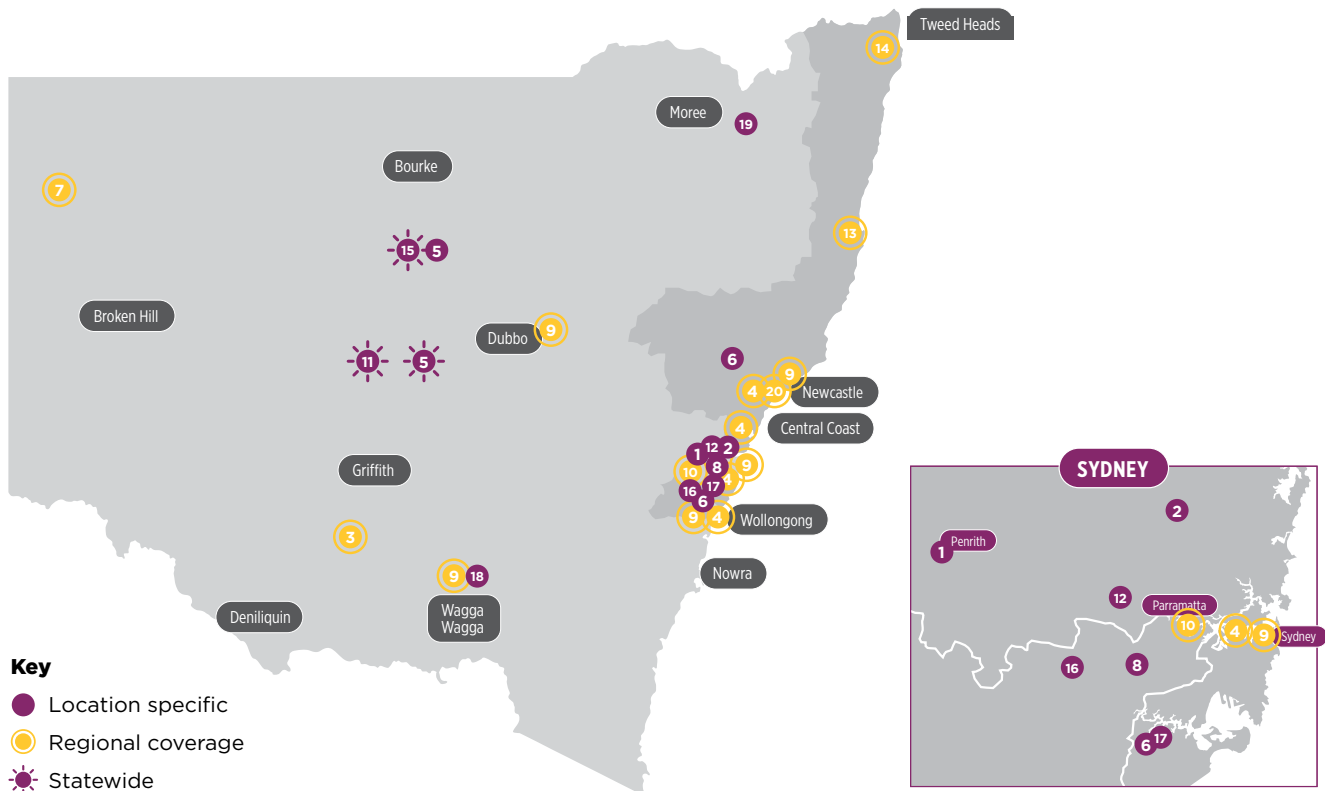 Tweed Heads
14
Moree
19
Bourke
7
13
15
5
Broken Hill
Dubbo
9
11
5
6
9
4
20
Newcastle
4
Central Coast
12
2
1
8
9
10
4
Griffith
16
17
6
9
4
Wollongong
3
9
18
Nowra
Wagga
Wagga
Deniliquin
Key
Location specific
Regional coverage
Statewide
SYDNEY
2
1
Penrith
12
Parramatta
10
4
9
Sydney
16
8
6
17